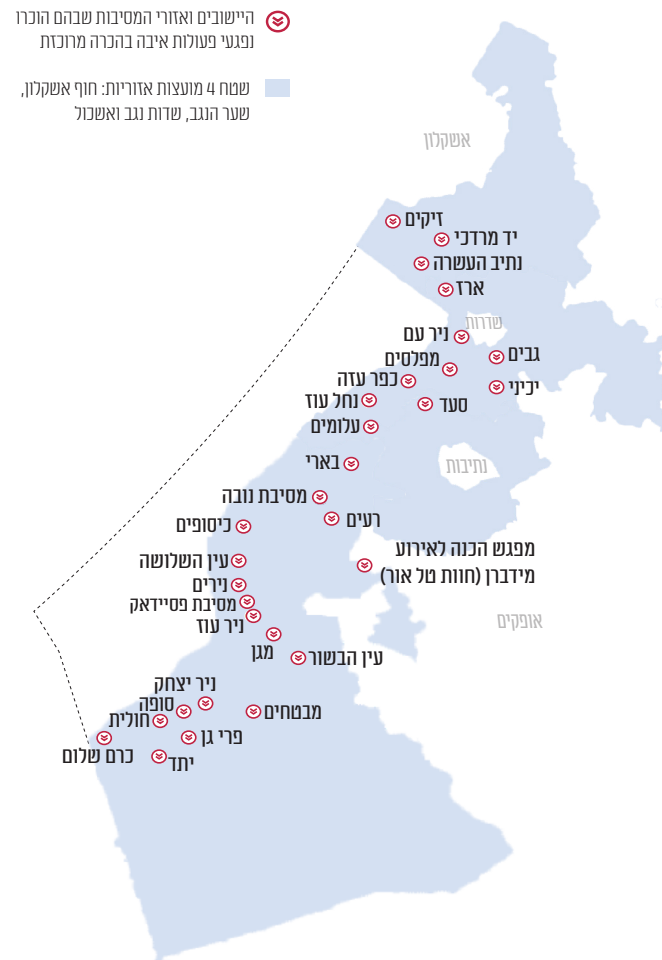 היישובים ואזורי המסיבות שבהם הוכרו
נפגעי פעולות איבה בהכרה מרוכזת
שטח 4 מועצות אזוריות: חוף אשקלון,
שער הנגב, שדות נגב ואשכול
אשקלון
זיקים
יד מרדכי
נתיב העשרה
ארז
שדרות
ניר עם
גבים
מפלסים
כפר עזה
יכיני
נחל עוז
סעד
עלומים
בארי
נתיבות
מסיבת נובה
רעים
כיסופים
מפגש הכנה לאירוע
מידברן (חוות טל אור)
עין השלושה
נירים
מסיבת פסיידאק
ניר עוז
אופקים
מגן
עין הבשור
ניר יצחק
סופה
מבטחים
חולית
פרי גן
כרם שלום
יתד